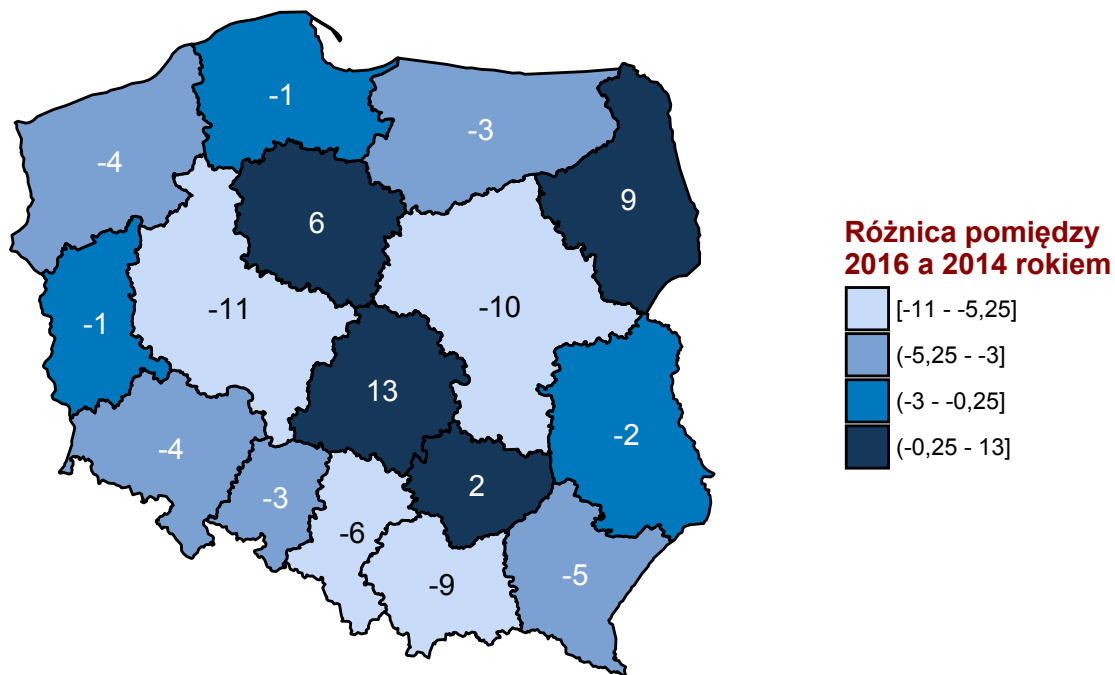 -1
-3
-4
9
6
-11
-10
-1
13
-2
-4
2
-3
-6
-9
-5
Różnica pomiędzy
2016 a 2014 rokiem
[-11 - -5,25]
(-5,25 - -3]
(-3 - -0,25]
(-0,25 - 13]